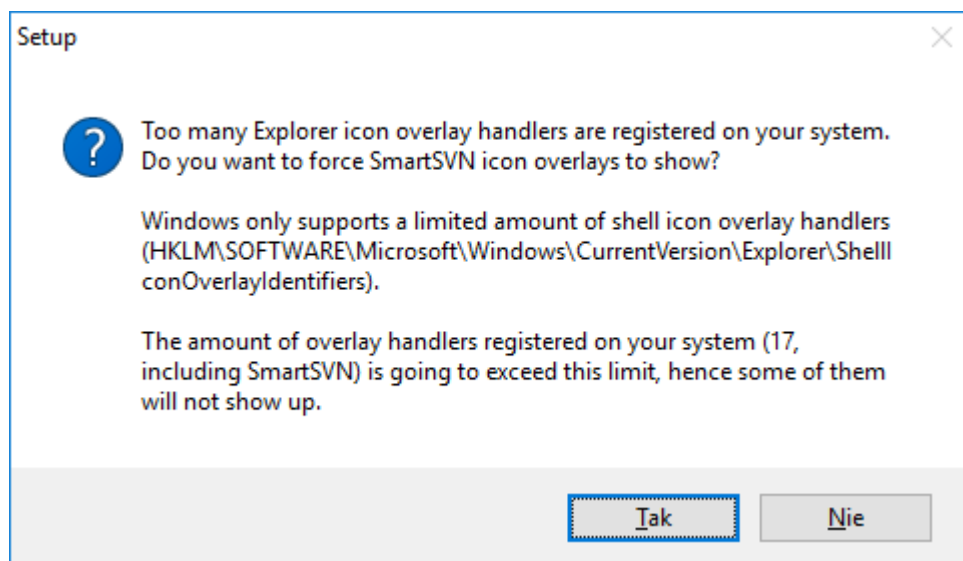 Setup
Too many Explorer icon overlay handlers are registered on your system.
Do you want to force SmartSVN icon overlays to show?
Windows only supports a limited amount of shell icon overlay handlers
(HKLM\SOFTWARE\Microsoft\Windows\CurrentVersion\Explorer\ShellI
conOverlayIdentifiers).
The amount of overlay handlers registered on your system (17,
including SmartSVN) is going to exceed this limit, hence some of them
will not show up.
Tak
Nie